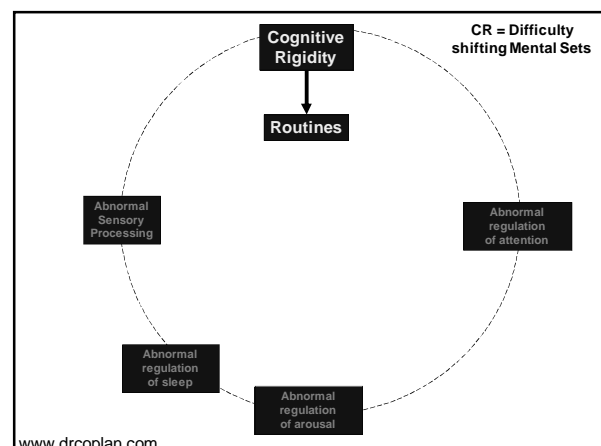 Cognitive
Rigidity
CR = Difficulty
shifting Mental Sets
Routines
Abnormal
Sensory
Processing
Abnormal
regulation
of attention
Abnormal
regulation
of sleep
Abnormal
regulation
of arousal
www.drcoplan.com